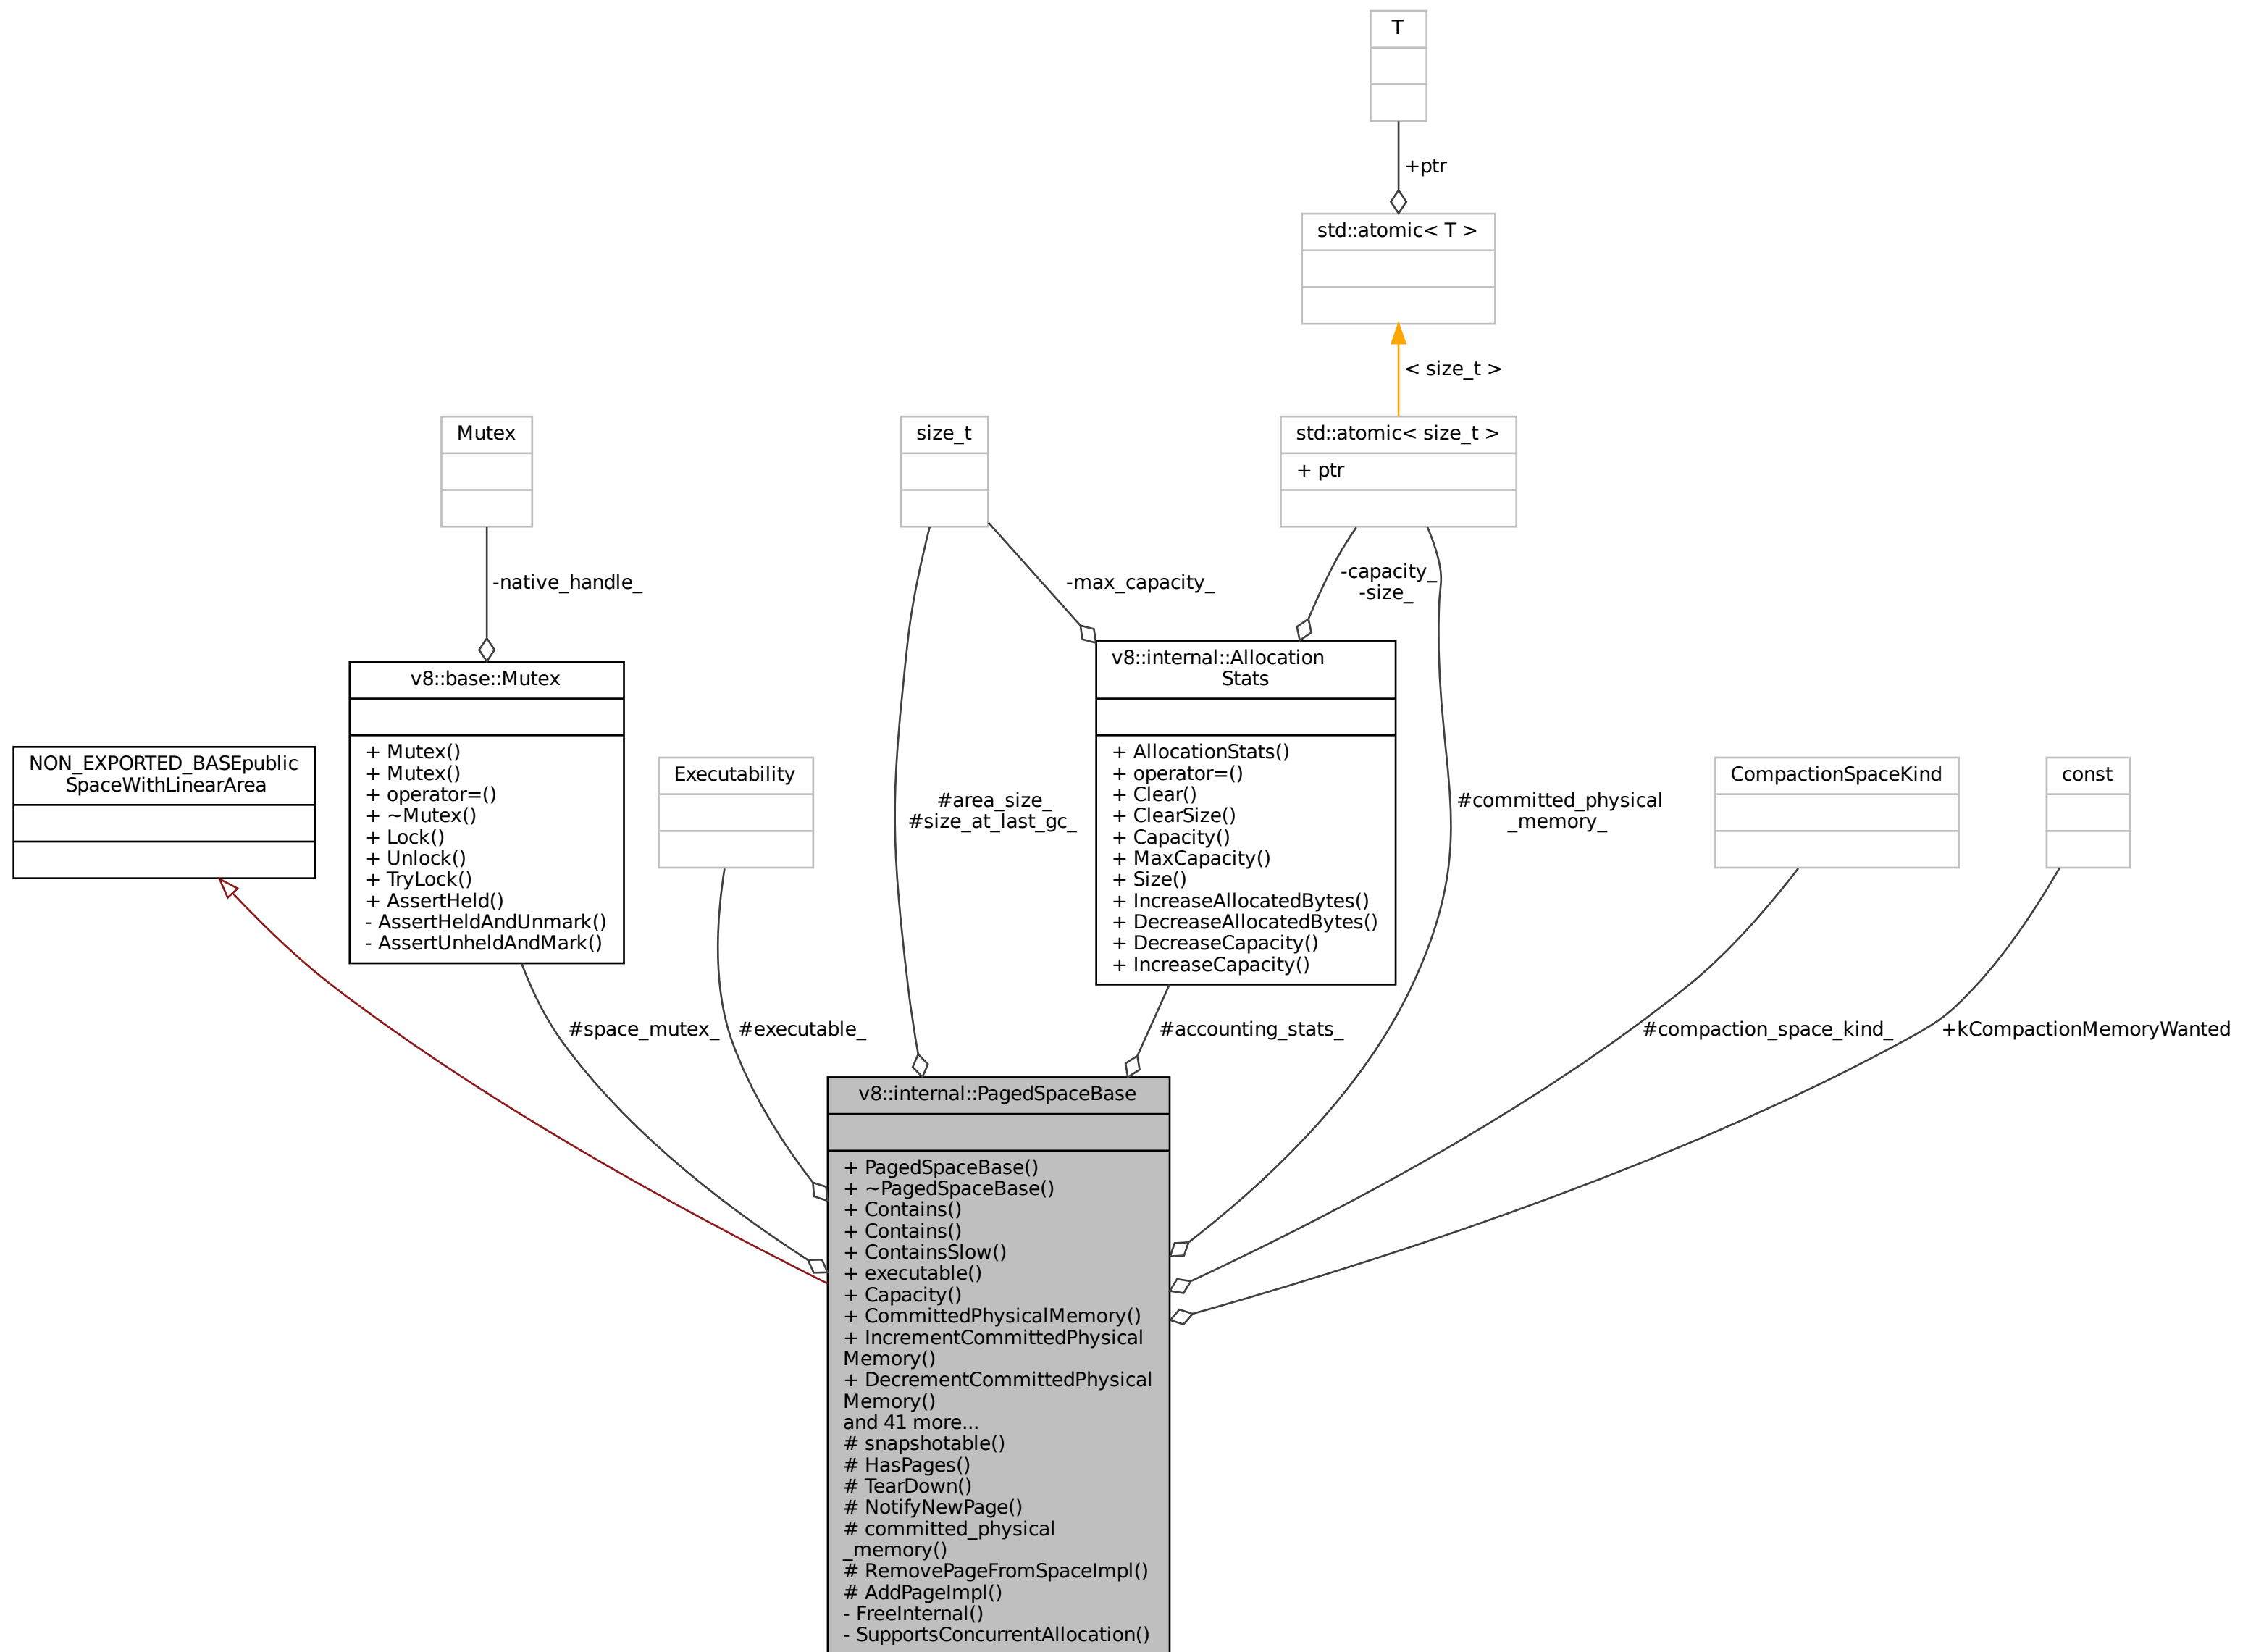 T
+ptr
std::atomic< T >
< size_t >
Mutex
size_t
std::atomic< size_t >
+ ptr
-native_handle_
-max_capacity_
-capacity_
-size_
v8::base::Mutex
+ Mutex()
+ Mutex()
+ operator=()
+ ~Mutex()
+ Lock()
+ Unlock()
+ TryLock()
+ AssertHeld()
- AssertHeldAndUnmark()
- AssertUnheldAndMark()
v8::internal::Allocation
Stats
+ AllocationStats()
+ operator=()
+ Clear()
+ ClearSize()
+ Capacity()
+ MaxCapacity()
+ Size()
+ IncreaseAllocatedBytes()
+ DecreaseAllocatedBytes()
+ DecreaseCapacity()
+ IncreaseCapacity()
NON_EXPORTED_BASEpublic
SpaceWithLinearArea
Executability
#area_size_
#size_at_last_gc_
#committed_physical
_memory_
CompactionSpaceKind
const
#space_mutex_
#executable_
#accounting_stats_
#compaction_space_kind_
+kCompactionMemoryWanted
v8::internal::PagedSpaceBase
+ PagedSpaceBase()
+ ~PagedSpaceBase()
+ Contains()
+ Contains()
+ ContainsSlow()
+ executable()
+ Capacity()
+ CommittedPhysicalMemory()
+ IncrementCommittedPhysical
Memory()
+ DecrementCommittedPhysical
Memory()
and 41 more...
# snapshotable()
# HasPages()
# TearDown()
# NotifyNewPage()
# committed_physical
_memory()
# RemovePageFromSpaceImpl()
# AddPageImpl()
- FreeInternal()
- SupportsConcurrentAllocation()